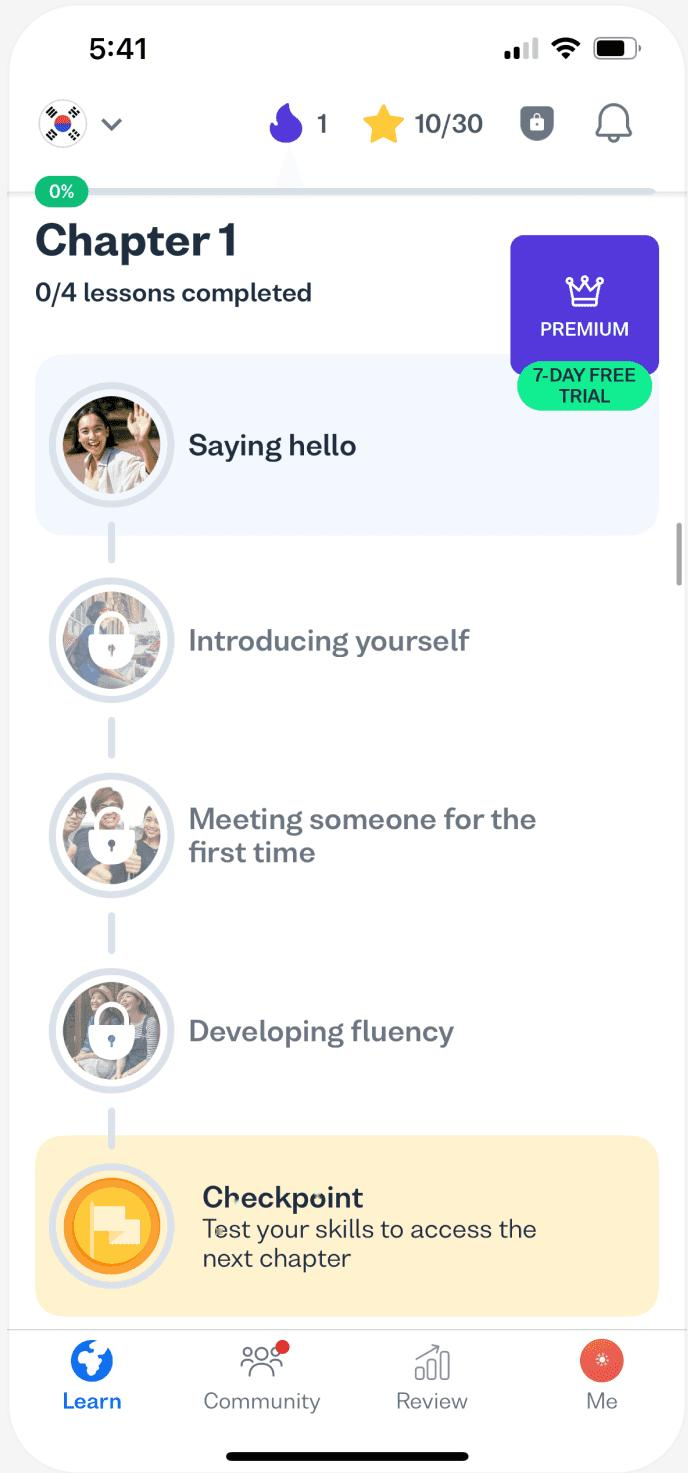 5:41
1
10/30
0%
Chapter 1
0/4 lessons completed
PREMIUM
7-DAY FREE
TRIAL
Saying hello
Introducing yourself
Meeting someone for the
first time
Developing fluency
Checkpoint
Test your skills to access the
next chapter
Learn
Community
Review
Me